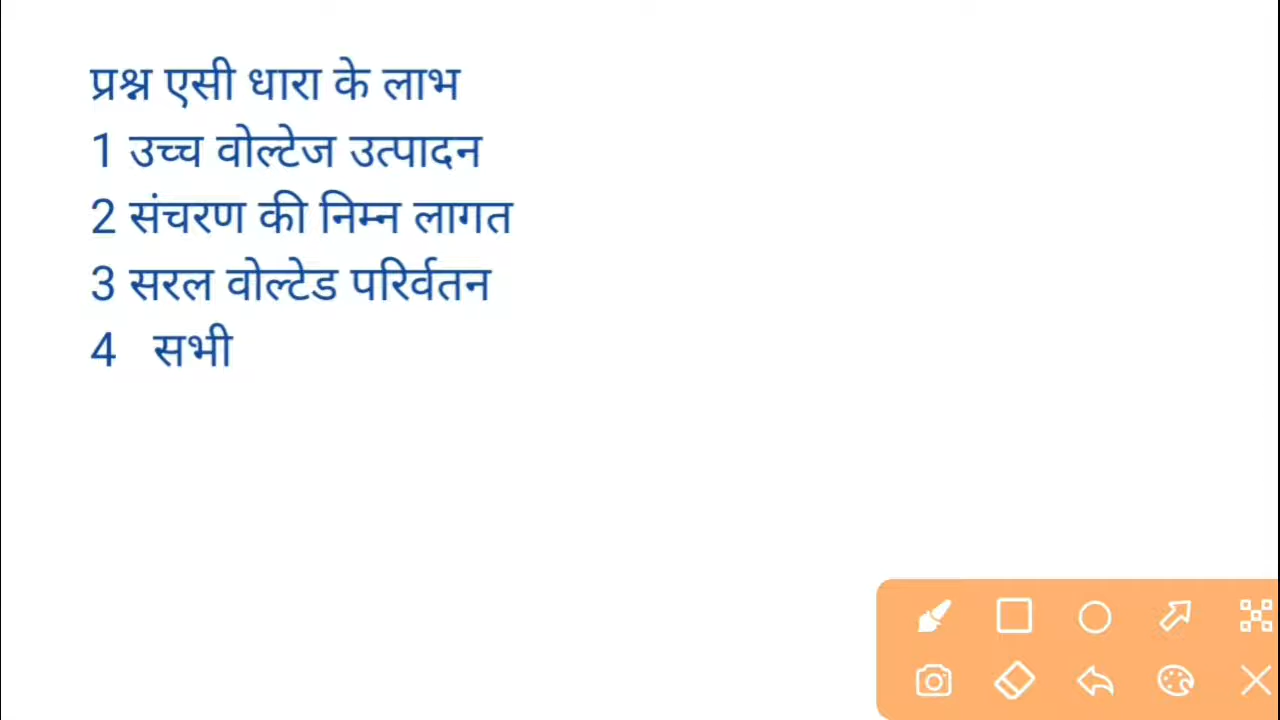 प्रश्न एसी धारा के लाभ
1 उच्च वोल्टेज उत्पादन
2 संचरण की निम्न लागत
3 सरल वोल्टेड परिर्वतन
4 सभी